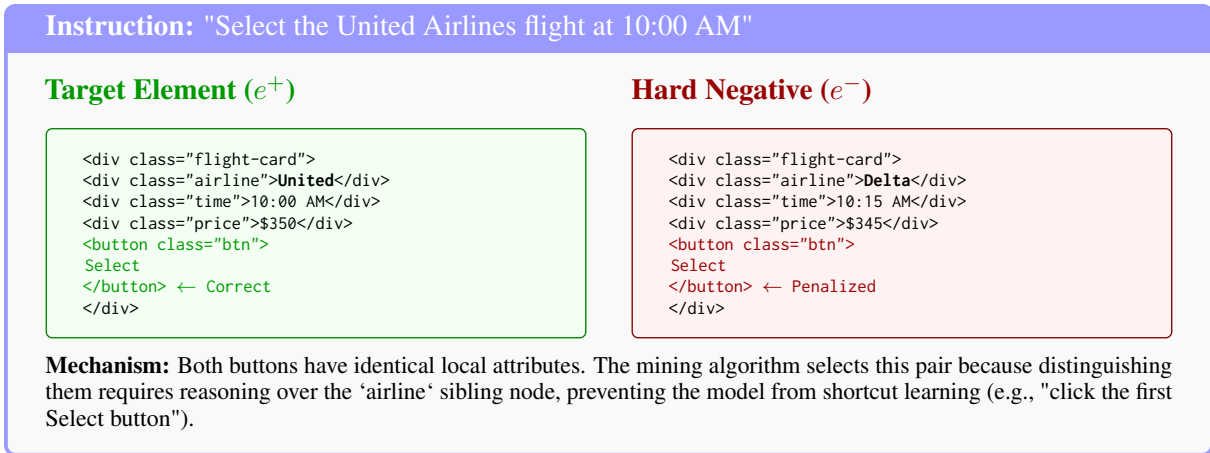 Instruction: "Select the United Airlines flight at 10:00 AM"
Target Element (e⁺)
<div class="flight-card">
<div class="airline">United</div>
<div class="time">10:00 AM</div>
<div class="price">$350</div>
<button class="btn">
Select
</button> ← Correct
</div>
Hard Negative (e⁻)
<div class="flight-card">
<div class="airline">Delta</div>
<div class="time">10:15 AM</div>
<div class="price">$345</div>
<button class="btn">
Select
</button> ← Penalized
</div>
Mechanism: Both buttons have identical local attributes. The mining algorithm selects this pair because distinguishing
them requires reasoning over the ‘airline‘ sibling node, preventing the model from shortcut learning (e.g., "click the first
Select button").